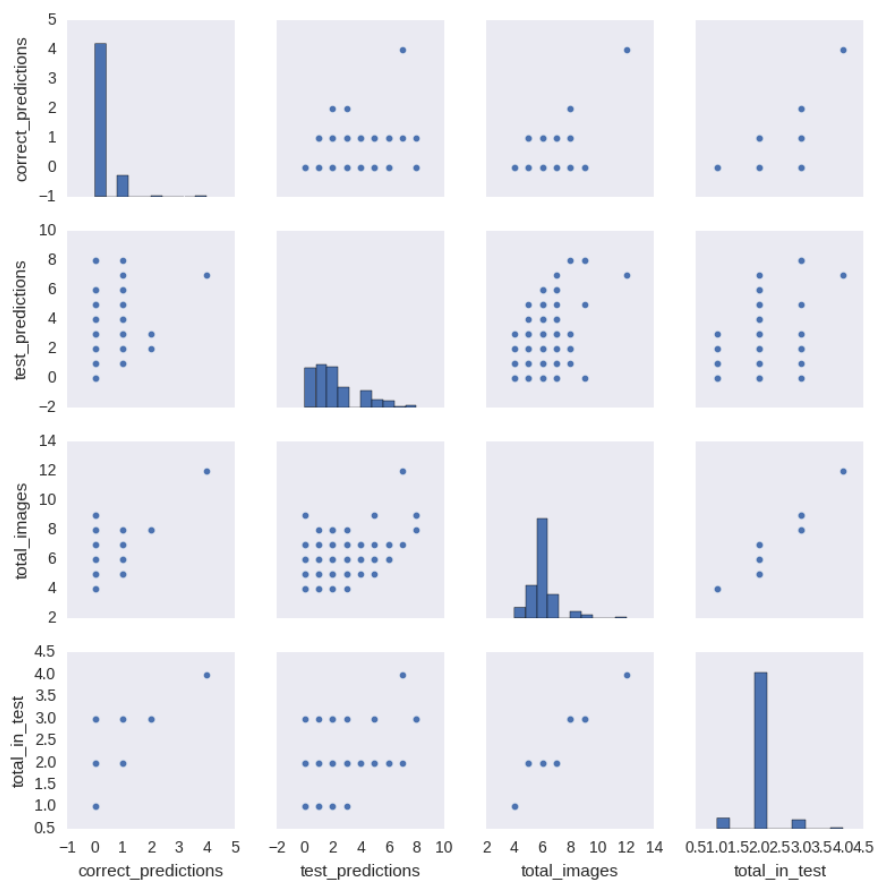 5
4
3
2
1
0
−1
correct_predictions
10
8
6
4
2
0
−2
test_predictions
14
12
10
8
6
4
2
total_images
4.5
4.0
3.5
3.0
2.5
2.0
1.5
1.0
0.5
total_in_test
−1 0 1 2 3 4 5
correct_predictions
−2 0 2 4 6 8 10
test_predictions
2 4 6 8 10 12 14
total_images
0.5 1.0 1.5 2.0 2.5 3.0 3.5 4.0 4.5
total_in_test